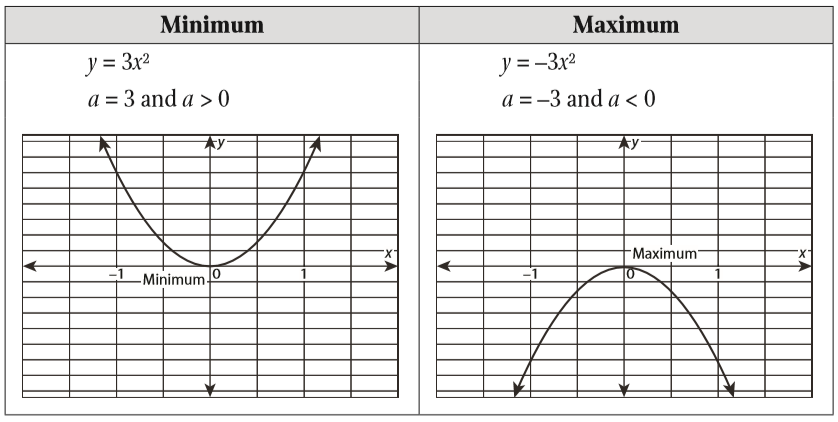 Minimum
y = 3x²
a = 3 and a > 0
y
x
–1
Minimum
0
1
Maximum
y = –3x²
a = –3 and a < 0
y
Maximum
x
–1
0
1